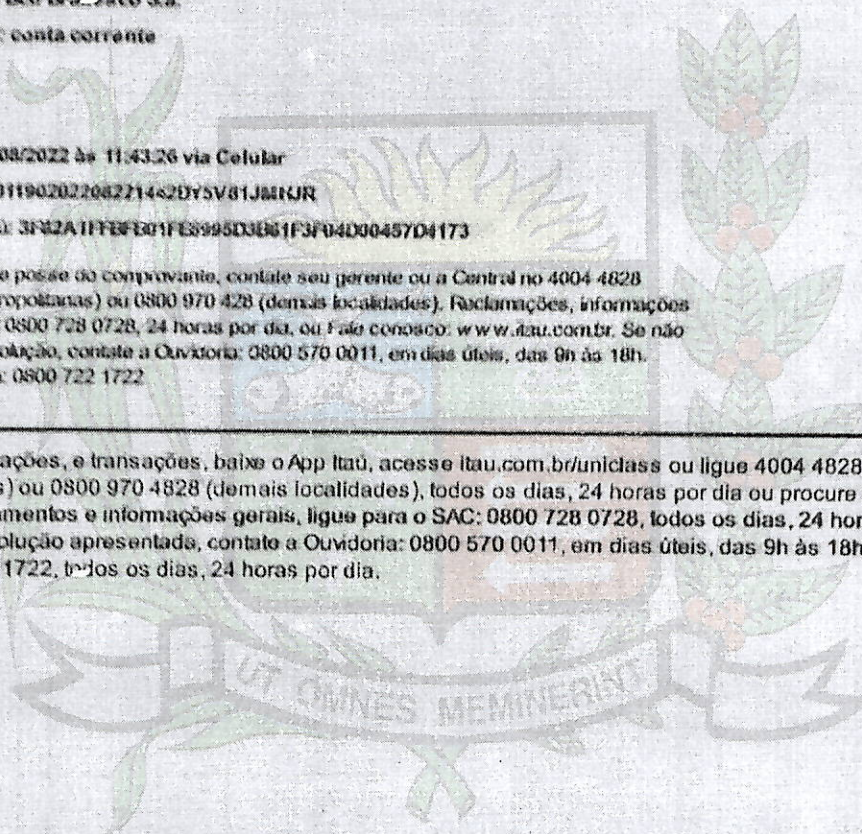 : conta corrente
08/2022 às 11:43:26 via Celular
e posse do comprovante, contate seu gerente ou a Central no 4004 4828
ropolitanas) ou 0800 970 428 (demais localidades). Reclamações, informações
0800 728 0728, 24 horas por dia, ou Fale conosco: www.itau.com.br. Se não
olução, contate a Ouvidoria: 0800 570 0011, em dias úteis, das 9h às 18h.
: 0800 722 1722
ações, e transações, baixe o App Itaú, acesse itau.com.br/uniclass ou ligue 4004 4828
s) ou 0800 970 4828 (demais localidades), todos os dias, 24 horas por dia ou procure
amentos e informações gerais, ligue para o SAC: 0800 728 0728, todos os dias, 24 hor
olução apresentada, contate a Ouvidoria: 0800 570 0011, em dias úteis, das 9h às 18h
1722, todos os dias, 24 horas por dia.
UT OMNES MEMINERINT